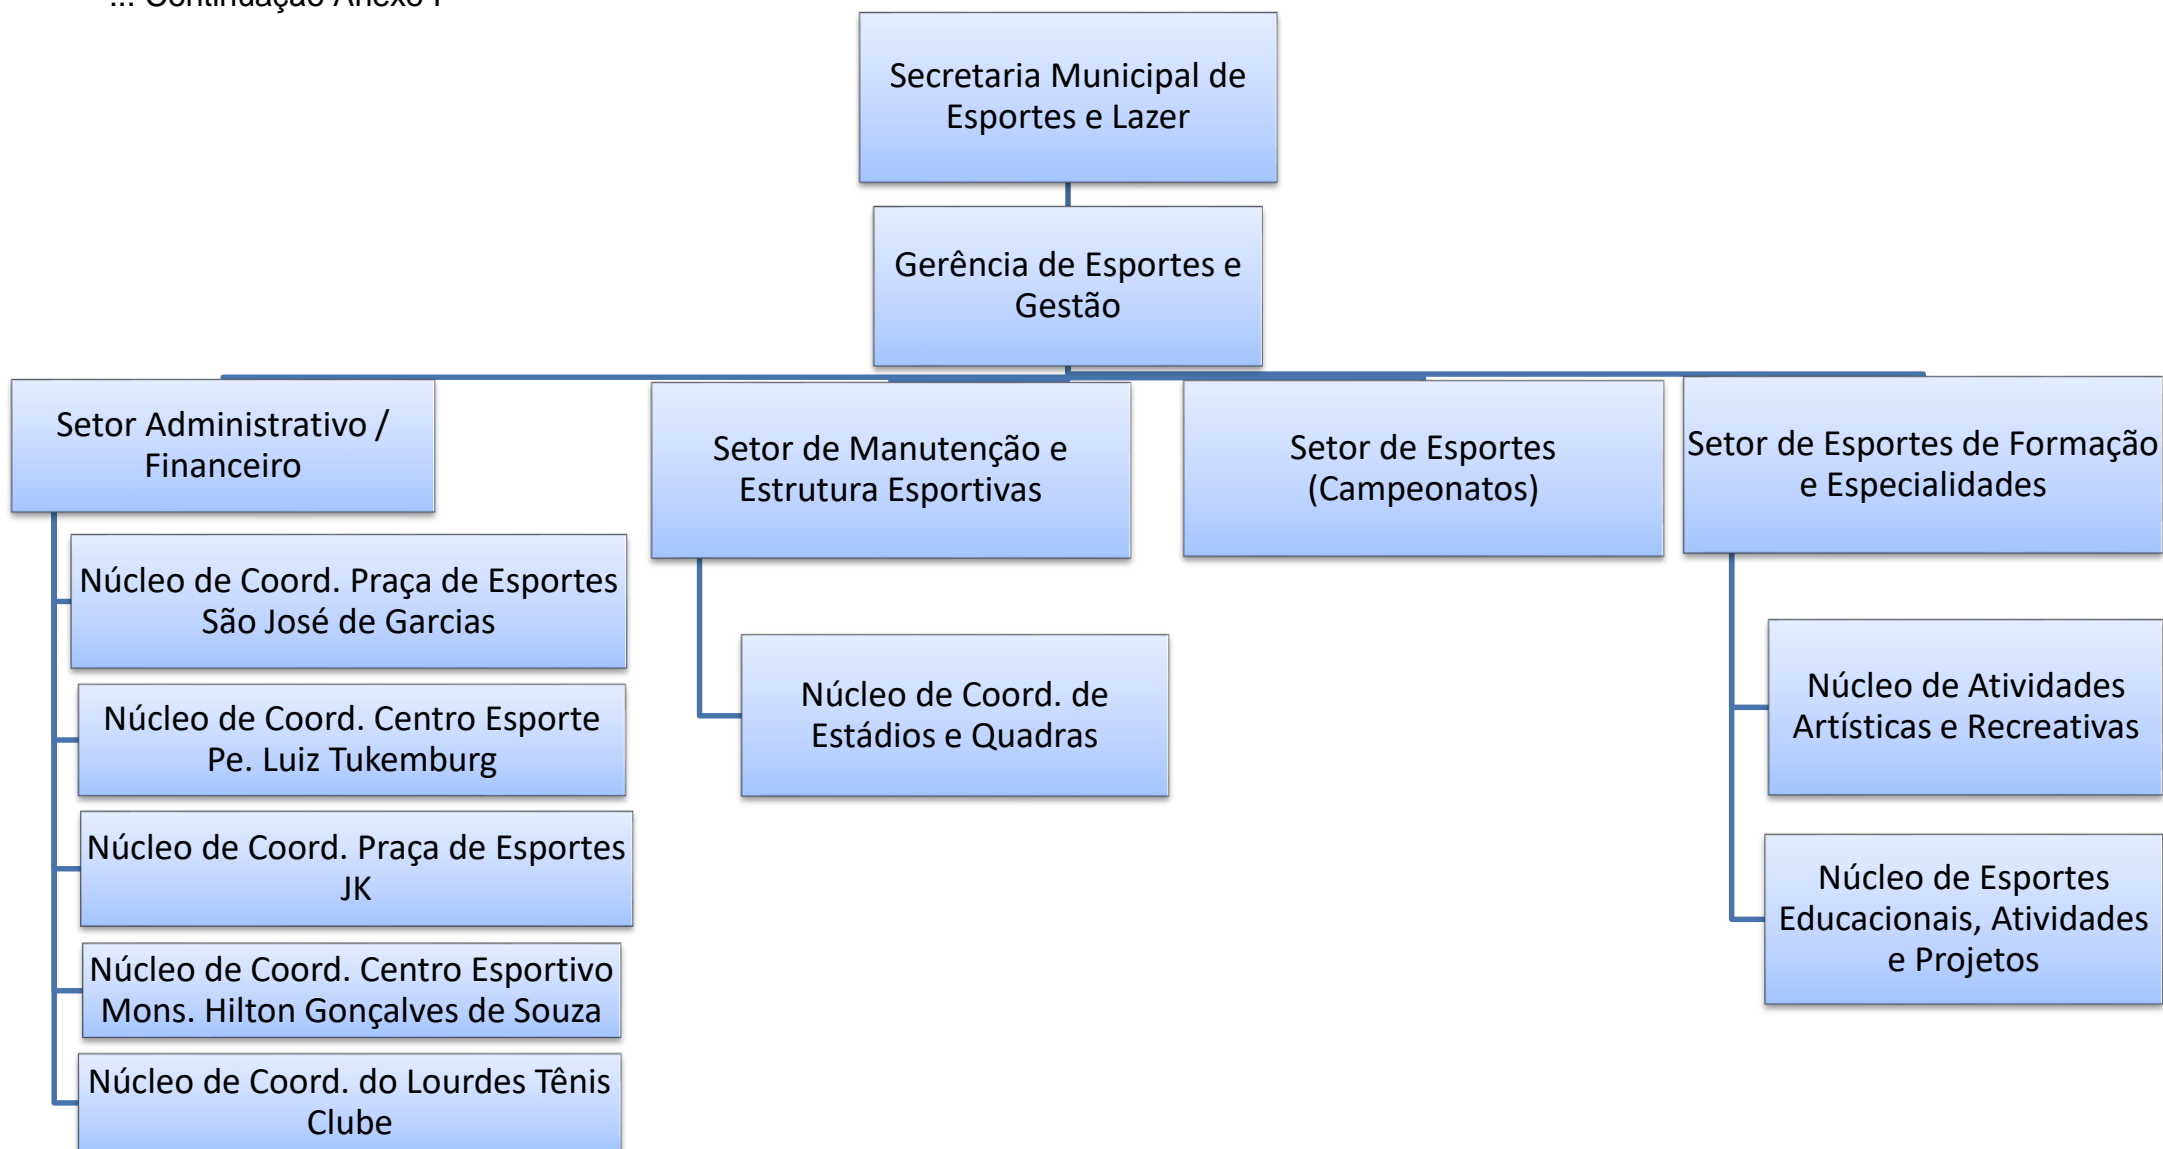 ... Continuação Anexo I
Secretaria Municipal de
Esportes e Lazer
Gerência de Esportes e
Gestão
Setor Administrativo /
Financeiro
Núcleo de Coord. Praça de Esportes
São José de Garcias
Núcleo de Coord. Centro Esporte
Pe. Luiz Tukemburg
Núcleo de Coord. Praça de Esportes
JK
Núcleo de Coord. Centro Esportivo
Mons. Hilton Gonçalves de Souza
Núcleo de Coord. do Lourdes Tênis
Clube
Setor de Manutenção e
Estrutura Esportivas
Núcleo de Coord. de
Estádios e Quadras
Setor de Esportes
(Campeonatos)
Setor de Esportes de Formação
e Especialidades
Núcleo de Atividades
Artísticas e Recreativas
Núcleo de Esportes
Educacionais, Atividades
e Projetos